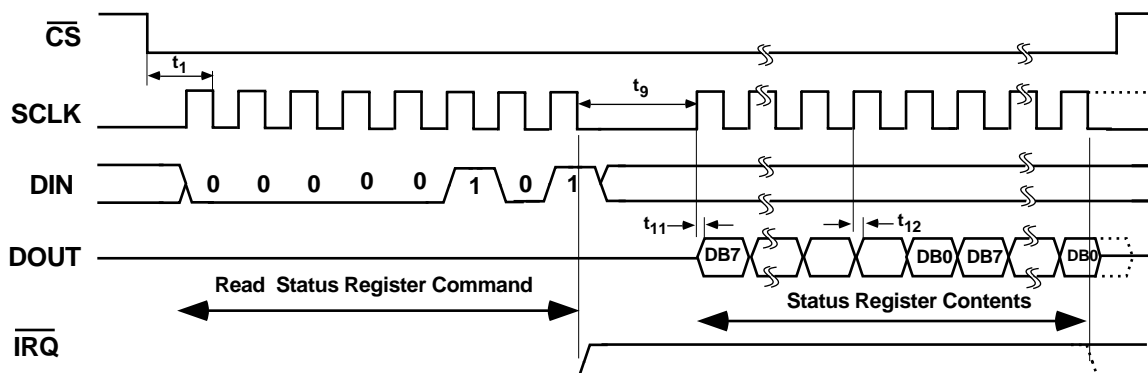 CS
t1
SCLK
t9
DIN
0 0 0 0 0 1 0 1
t11
t12
DOUT
DB7 DB0 DB7 DB0
Read Status Register Command
Status Register Contents
IRQ